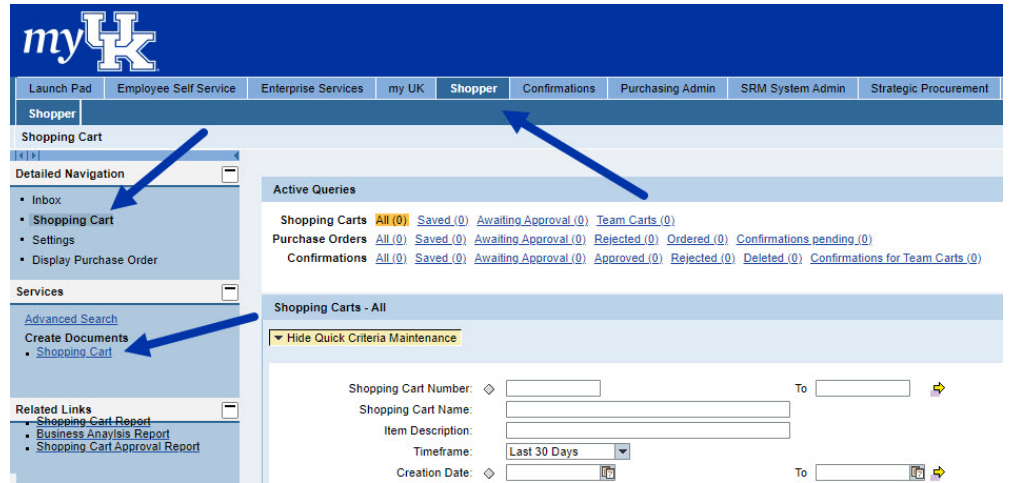 my UK
Launch Pad Employee Self Service Enterprise Services my UK Shopper Confirmations Purchasing Admin SRM System Admin Strategic Procurement
Shopper
Shopping Cart
Detailed Navigation
Inbox
Shopping Cart
Settings
Display Purchase Order
Services
Advanced Search
Create Documents
Shopping Cart
Related Links
Shopping Cart Report
Business Anaylsis Report
Shopping Cart Approval Report
Active Queries
Shopping Carts All (0) Saved (0) Awaiting Approval (0) Team Carts (0)
Purchase Orders All (0) Saved (0) Awaiting Approval (0) Rejected (0) Ordered (0) Confirmations pending (0)
Confirmations All (0) Saved (0) Awaiting Approval (0) Approved (0) Rejected (0) Deleted (0) Confirmations for Team Carts (0)
Shopping Carts - All
Hide Quick Criteria Maintenance
Shopping Cart Number: To
Shopping Cart Name:
Item Description:
Timeframe: Last 30 Days
Creation Date: To